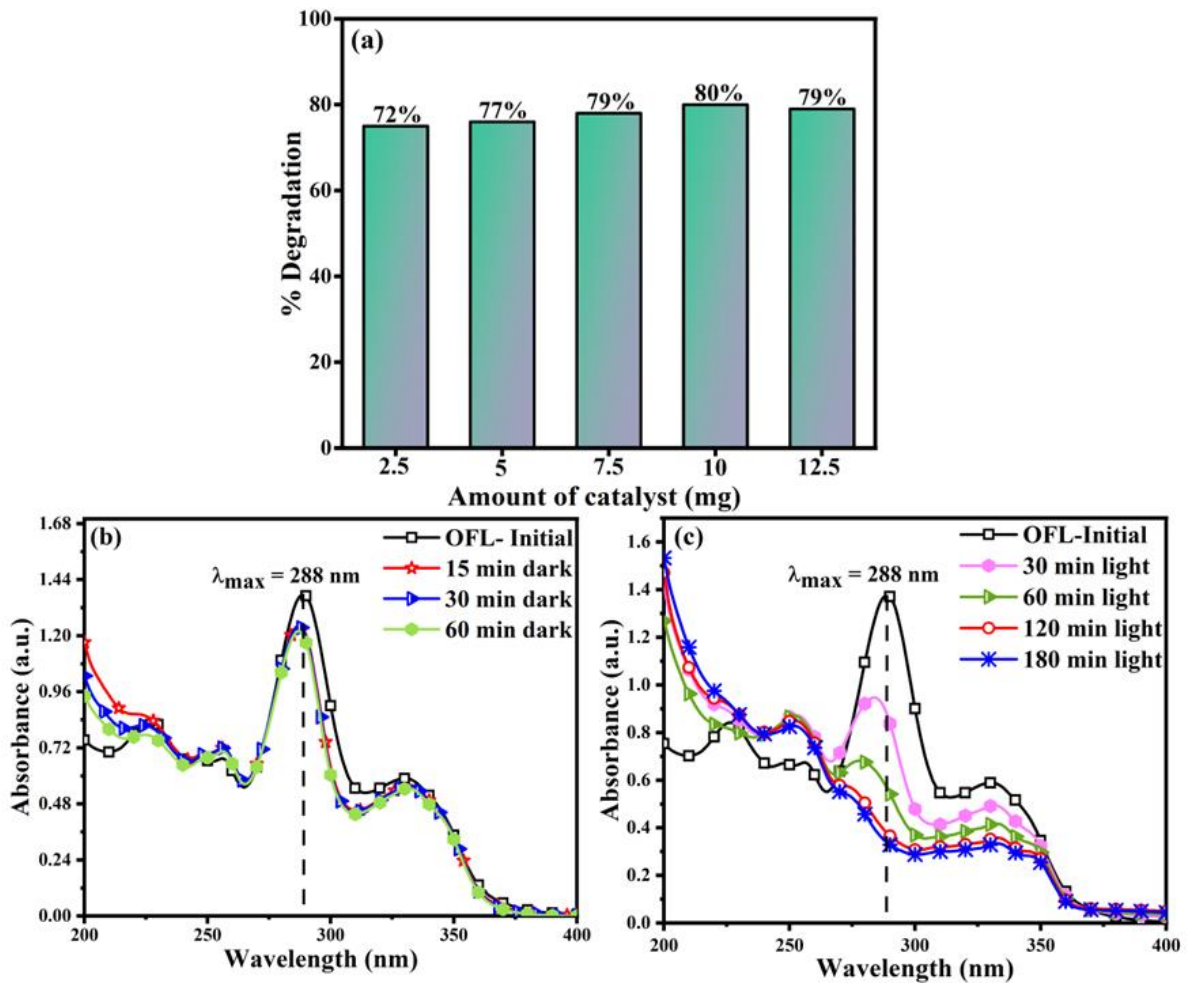 (a)
100
80
60
40
20
0
% Degradation
72%
77%
79%
80%
79%
2.5
5
7.5
10
12.5
Amount of catalyst (mg)
(b)
OFL- Initial
15 min dark
30 min dark
60 min dark
λmax = 288 nm
1.68
1.44
1.20
0.96
0.72
0.48
0.24
0.00
Absorbance (a.u.)
200
250
300
350
400
Wavelength (nm)
(c)
OFL-Initial
30 min light
60 min light
120 min light
180 min light
λmax = 288 nm
1.6
1.4
1.2
1.0
0.8
0.6
0.4
0.2
0.0
Absorbance (a.u.)
200
250
300
350
400
Wavelength (nm)